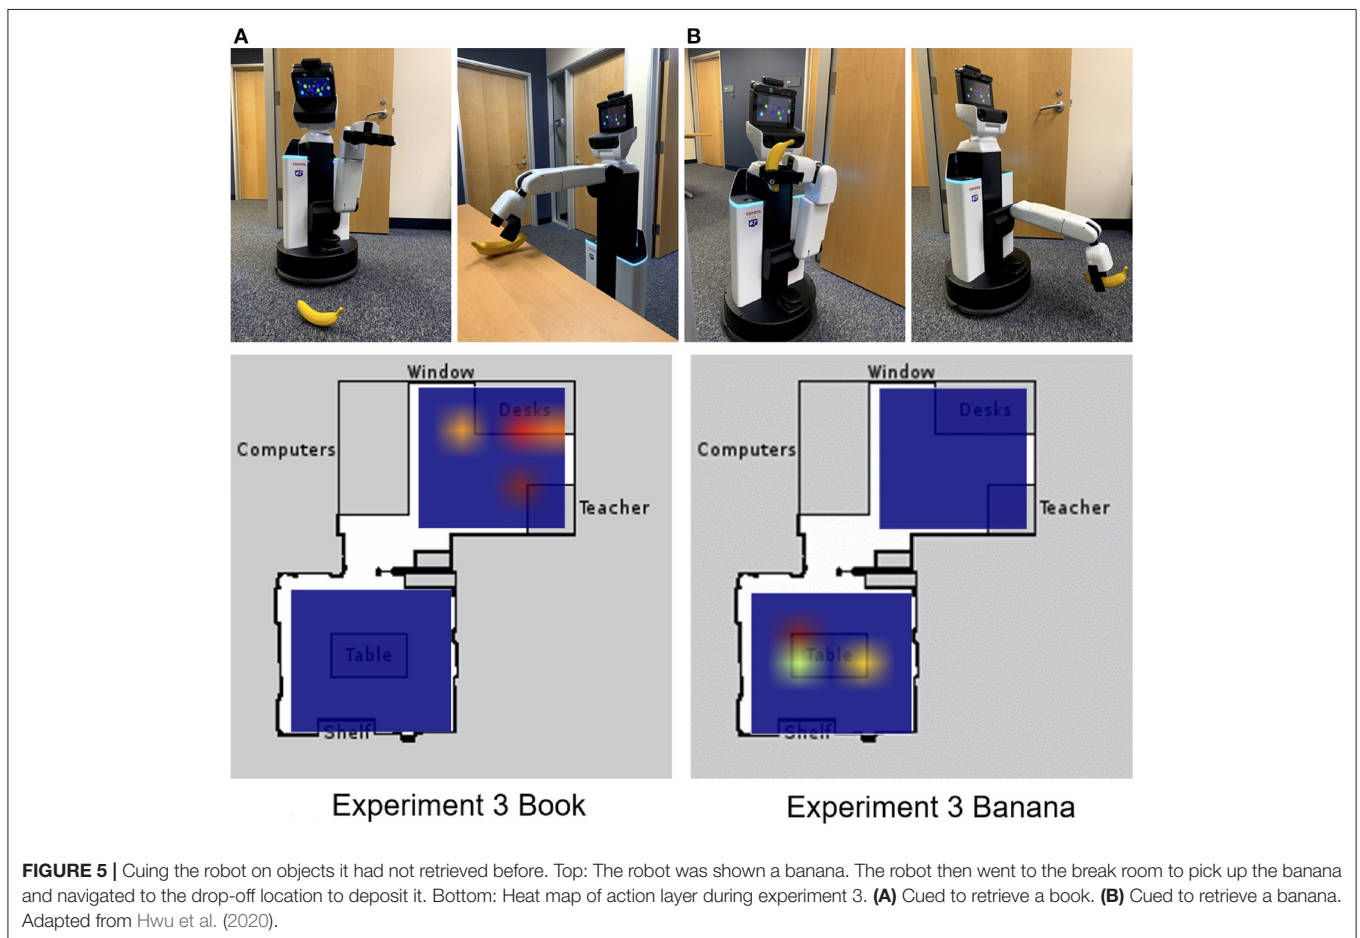 A
B
TOYOTA
TOYOTA
TOYOTA
Window
Desks
Computers
Teacher
Table
Shelf
Window
Desks
Computers
Teacher
Table
Shelf
Experiment 3 Book
Experiment 3 Banana
FIGURE 5 | Cuing the robot on objects it had not retrieved before. Top: The robot was shown a banana. The robot then went to the break room to pick up the banana
and navigated to the drop-off location to deposit it. Bottom: Heat map of action layer during experiment 3. (A) Cued to retrieve a book. (B) Cued to retrieve a banana.
Adapted from Hwu et al. (2020).